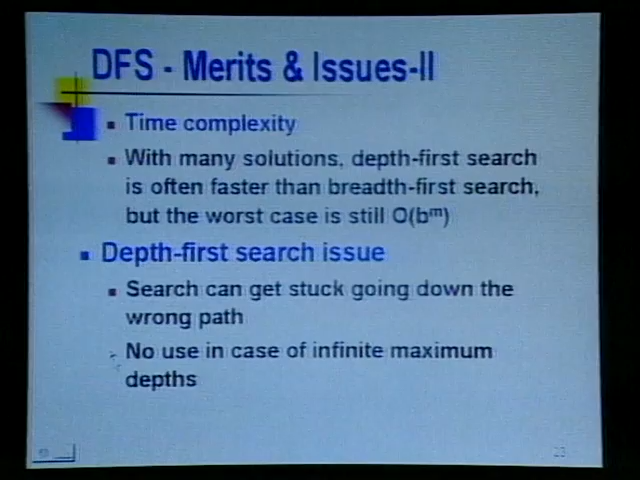 DFS - Merits & Issues-II
Time complexity
With many solutions, depth-first search
is often faster than breadth-first search,
but the worst case is still O(bᵐ)
Depth-first search issue
Search can get stuck going down the
wrong path
No use in case of infinite maximum
depths
23